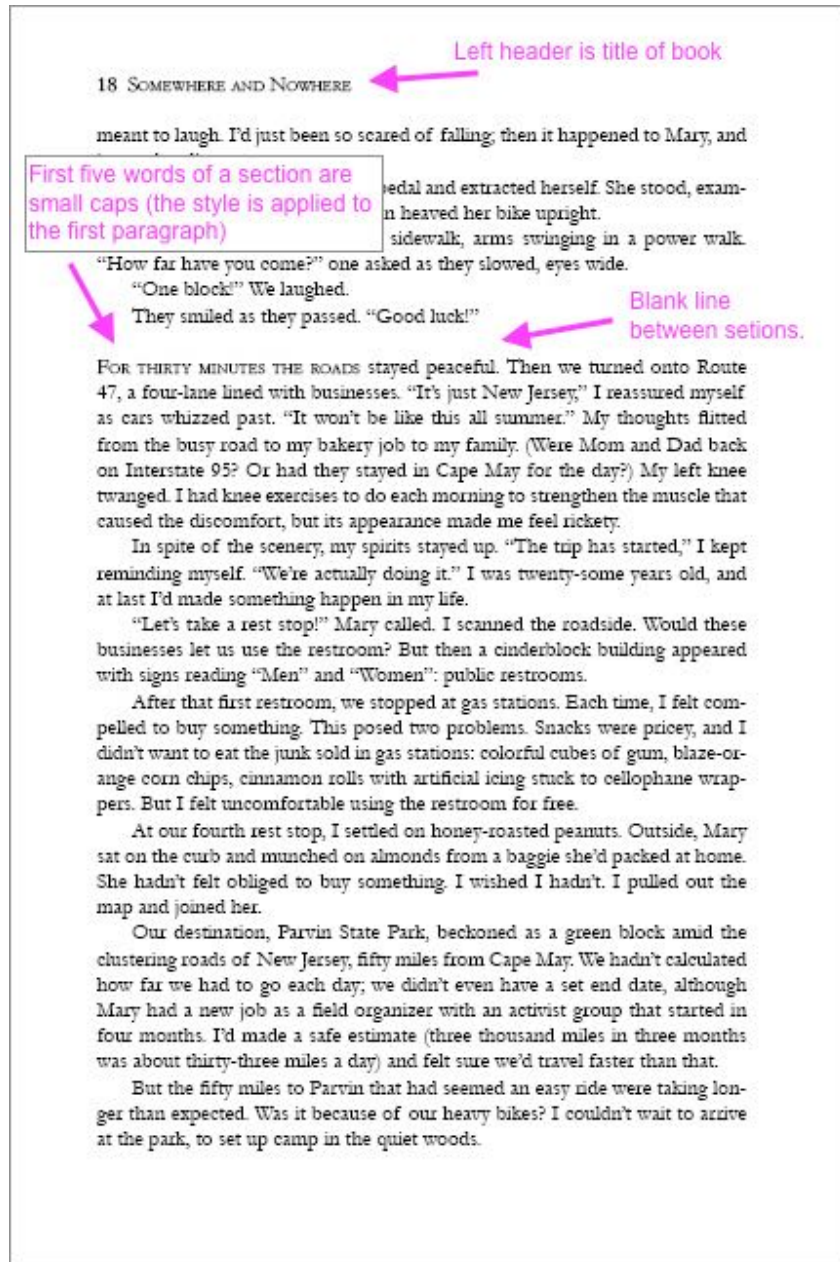 Left header is title of book
18 SOMEWHERE AND NOWHERE
meant to laugh. I'd just been so scared of falling; then it happened to Mary, and
First five words of a section are
small caps (the style is applied to
the first paragraph)
pedal and extracted herself. She stood, exam-
n heaved her bike upright.
sidewalk, arms swinging in a power walk.
“How far have you come?” one asked as they slowed, eyes wide.
“One block!” We laughed.
They smiled as they passed. “Good luck!”
Blank line
between setions.
FOR THIRTY MINUTES THE ROADS stayed peaceful. Then we turned onto Route
47, a four-lane lined with businesses. “It's just New Jersey,” I reassured myself
as cars whizzed past. “It won't be like this all summer.” My thoughts flitted
from the busy road to my bakery job to my family. (Were Mom and Dad back
on Interstate 95? Or had they stayed in Cape May for the day?) My left knee
twanged. I had knee exercises to do each morning to strengthen the muscle that
caused the discomfort, but its appearance made me feel rickety.
In spite of the scenery, my spirits stayed up. “The trip has started,” I kept
reminding myself. “We're actually doing it.” I was twenty-some years old, and
at last I'd made something happen in my life.
“Let's take a rest stop!” Mary called. I scanned the roadside. Would these
businesses let us use the restroom? But then a cinderblock building appeared
with signs reading “Men” and “Women”: public restrooms.
After that first restroom, we stopped at gas stations. Each time, I felt com-
pelled to buy something. This posed two problems. Snacks were pricey, and I
didn't want to eat the junk sold in gas stations: colorful cubes of gum, blaze-or-
ange corn chips, cinnamon rolls with artificial icing stuck to cellophane wrap-
pers. But I felt uncomfortable using the restroom for free.
At our fourth rest stop, I settled on honey-roasted peanuts. Outside, Mary
sat on the curb and munched on almonds from a baggie she'd packed at home.
She hadn't felt obliged to buy something. I wished I hadn't. I pulled out the
map and joined her.
Our destination, Parvin State Park, beckoned as a green block amid the
clustering roads of New Jersey, fifty miles from Cape May. We hadn't calculated
how far we had to go each day; we didn't even have a set end date, although
Mary had a new job as a field organizer with an activist group that started in
four months. I'd made a safe estimate (three thousand miles in three months
was about thirty-three miles a day) and felt sure we'd travel faster than that.
But the fifty miles to Parvin that had seemed an easy ride were taking lon-
ger than expected. Was it because of our heavy bikes? I couldn't wait to arrive
at the park, to set up camp in the quiet woods.